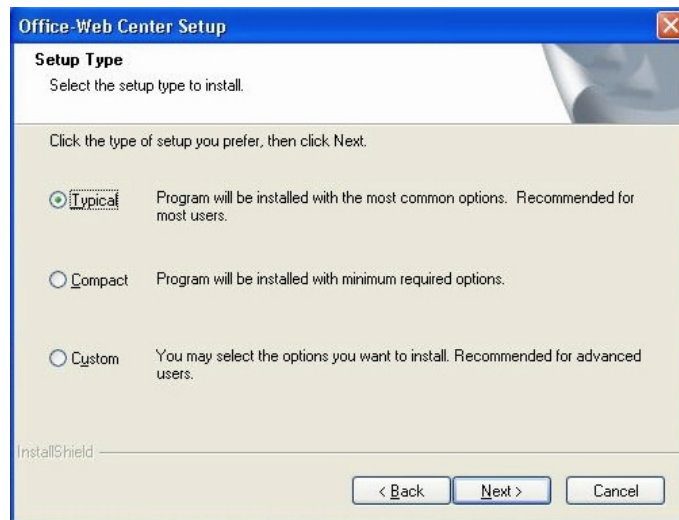 Office-Web Center Setup
Setup Type
Select the setup type to install.
Click the type of setup you prefer, then click Next.
Typical
Program will be installed with the most common options. Recommended for
most users.
Compact
Program will be installed with minimum required options.
Custom
You may select the options you want to install. Recommended for advanced
users.
InstallShield
< Back
Next >
Cancel